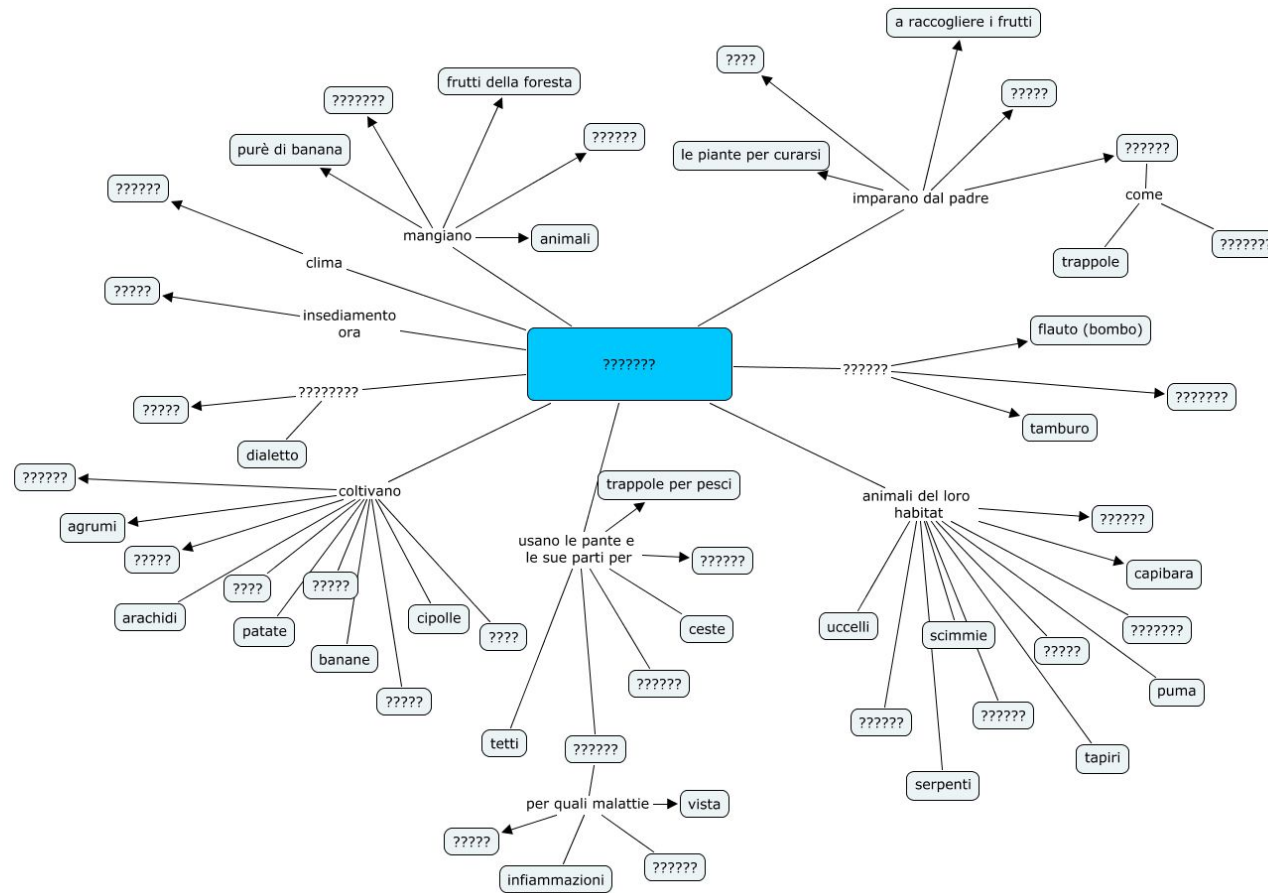 a raccogliere i frutti
????
frutti della foresta
???????
?????
purè di banana
??????
le piante per curarsi
??????
??????
imparano dal padre
come
mangiano
animali
clima
trappole
???????
?????
insediamento
ora
flauto (bombo)
???????
??????
????????
???????
?????
tamburo
dialetto
??????
coltivano
trappole per pesci
animali del loro
habitat
agrumi
??????
?????
usano le pante e
le sue parti per
??????
capibara
????
?????
arachidi
cipolle
patate
????
ceste
uccelli
scimmie
?????
???????
banane
?????
??????
puma
??????
??????
tetti
??????
tapiri
serpenti
per quali malattie
vista
?????
infiammazioni
??????